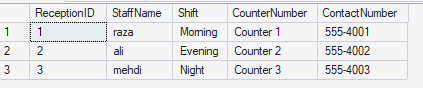 ReceptionID StaffName Shift CounterNumber ContactNumber
1 1 raza Morning Counter 1 555-4001
2 2 ali Evening Counter 2 555-4002
3 3 mehdi Night Counter 3 555-4003